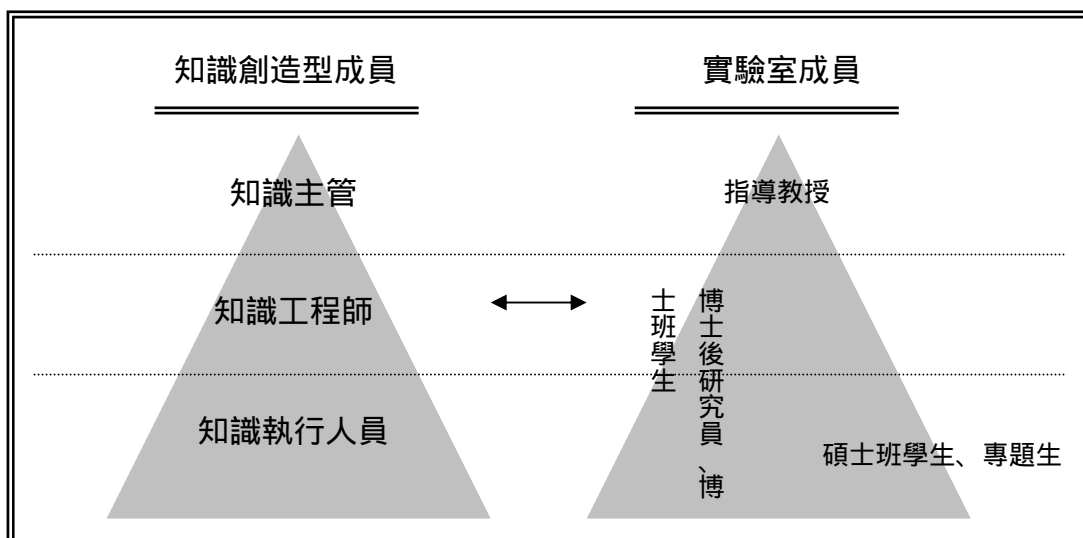 知識創造型成員
實驗室成員
知識主管
指導教授
知識工程師
博士後研究員、博
士班學生
知識執行人員
碩士班學生、專題生